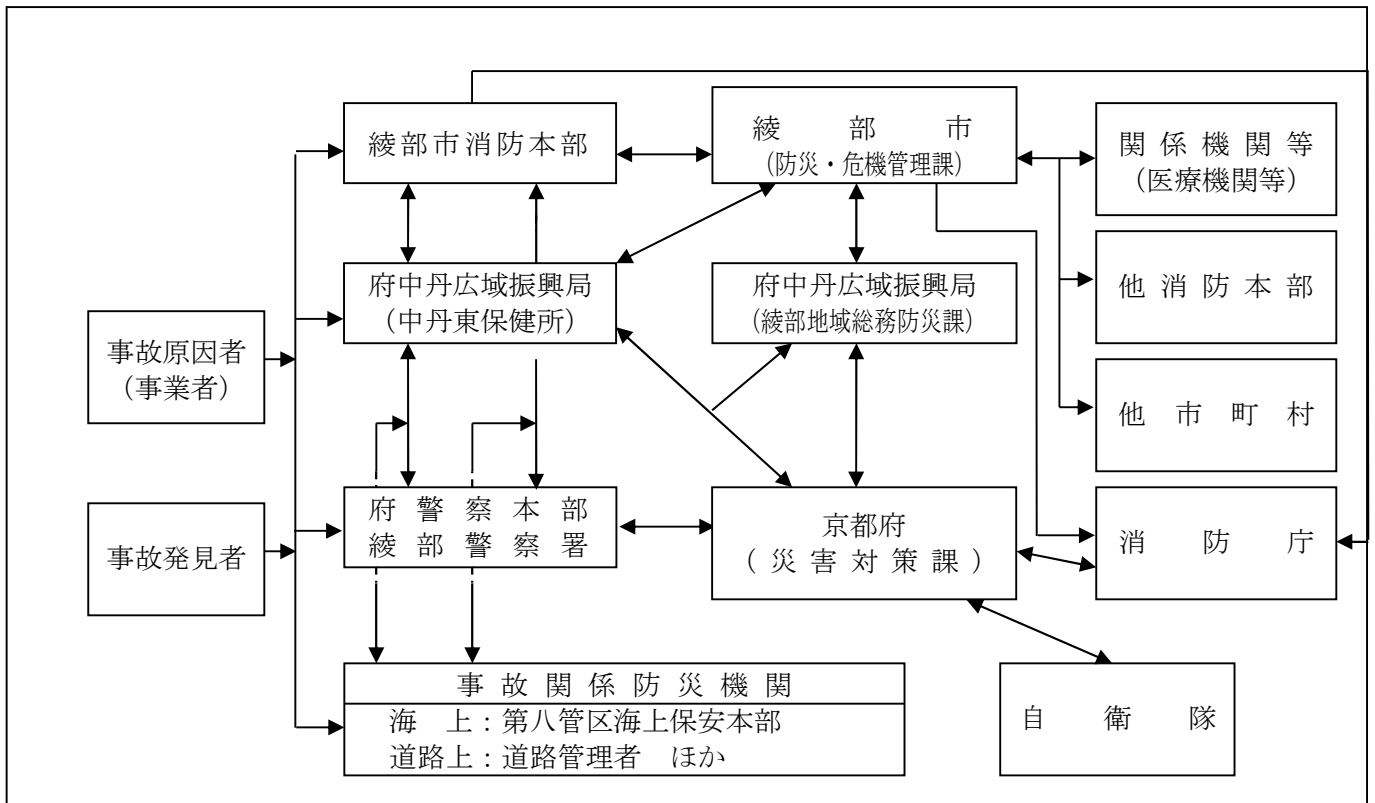 綾部市消防本部
綾部市
（防災・危機管理課）
関係機関等
（医療機関等）
他消防本部
府中丹広域振興局
（中丹東保健所）
府中丹広域振興局
（綾部地域総務防災課）
事故原因者
（事業者）
他市町村
府警察本部
綾部警察署
京都府
（災害対策課）
消防庁
事故発見者
事故関係防災機関
海　上：第八管区海上保安本部
道路上：道路管理者　ほか
自衛隊